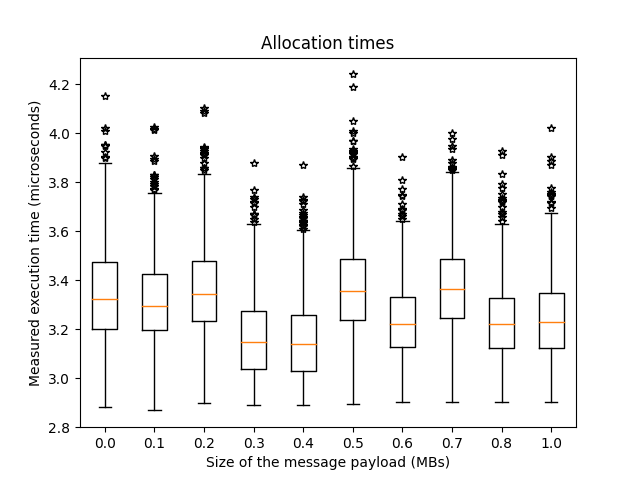 Allocation times
Measured execution time (microseconds)
4.2
4.0
3.8
3.6
3.4
3.2
3.0
2.8
0.0 0.1 0.2 0.3 0.4 0.5 0.6 0.7 0.8 1.0
Size of the message payload (MBs)